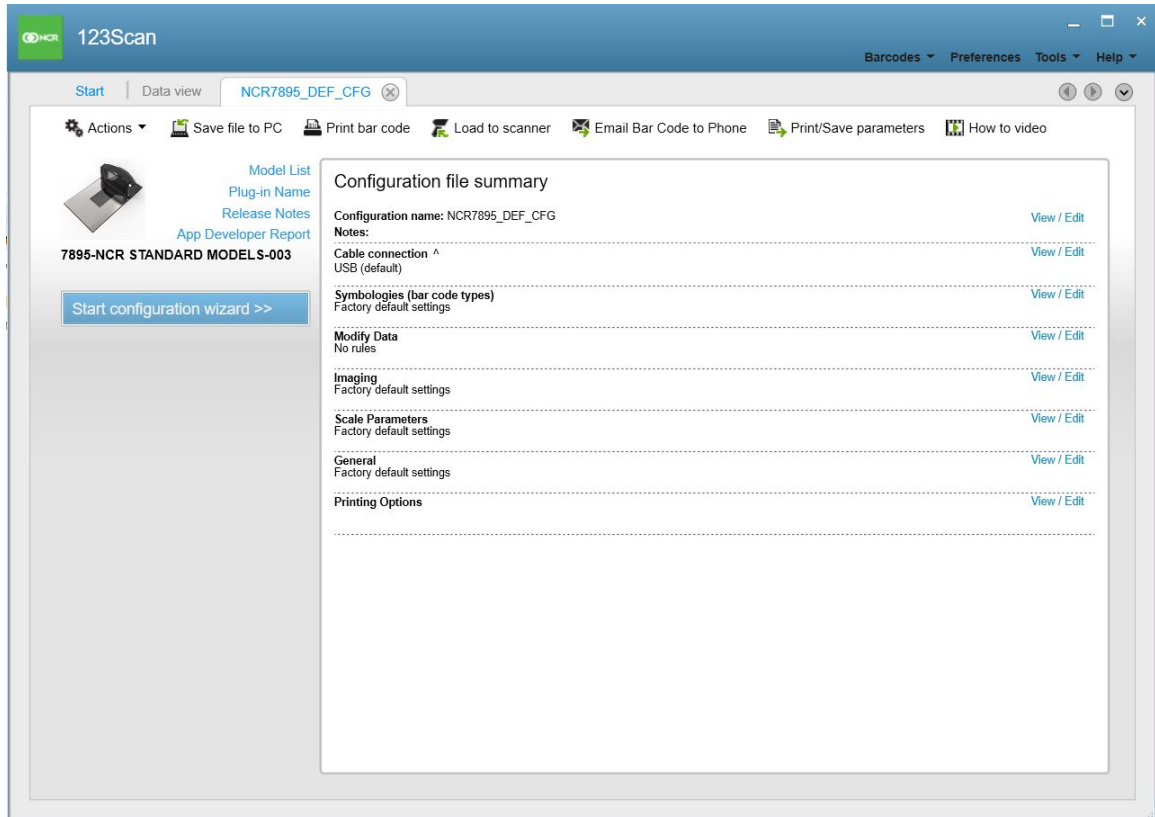 NCR 123Scan
Barcodes Preferences Tools Help
Start Data view NCR7895_DEF_CFG
Actions Save file to PC Print bar code Load to scanner Email Bar Code to Phone Print/Save parameters How to video
Model List
Plug-in Name
Release Notes
App Developer Report
7895-NCR STANDARD MODELS-003
Start configuration wizard >>
Configuration file summary
Configuration name: NCR7895_DEF_CFG View / Edit
Notes:
Cable connection ^ View / Edit
USB (default)
Symbologies (bar code types) View / Edit
Factory default settings
Modify Data View / Edit
No rules
Imaging View / Edit
Factory default settings
Scale Parameters View / Edit
Factory default settings
General View / Edit
Factory default settings
Printing Options View / Edit